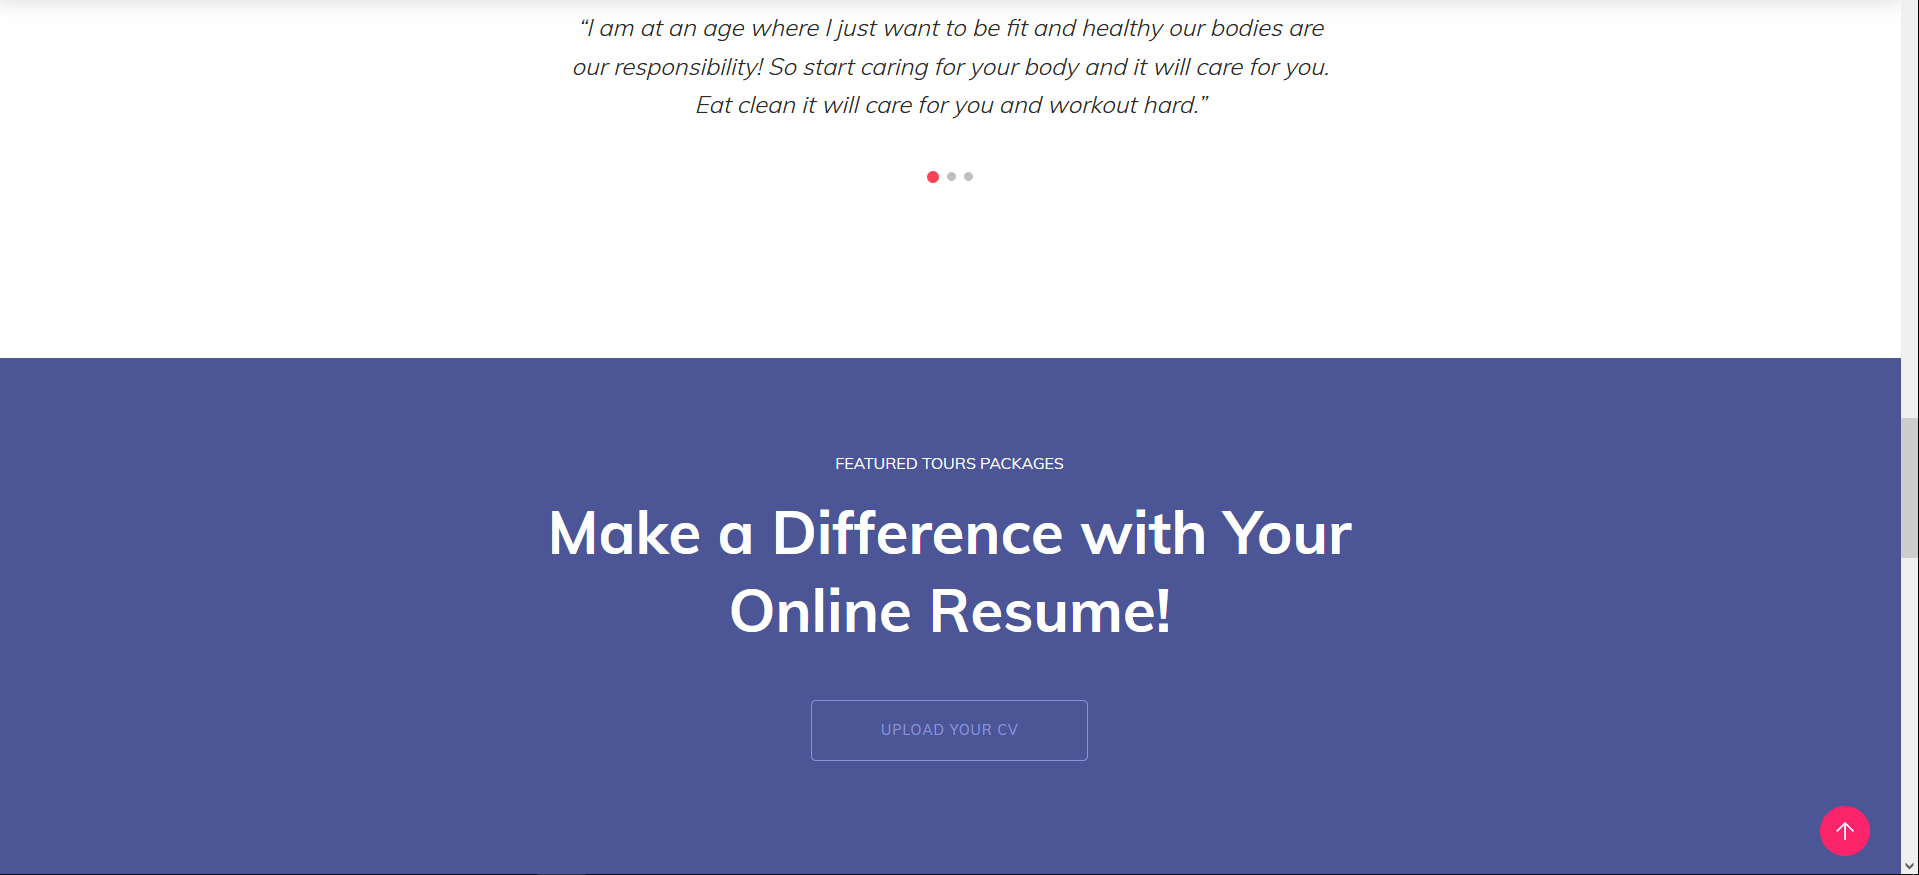 “I am at an age where I just want to be fit and healthy our bodies are
our responsibility! So start caring for your body and it will care for you.
Eat clean it will care for you and workout hard.”
FEATURED TOURS PACKAGES
Make a Difference with Your
Online Resume!
UPLOAD YOUR CV